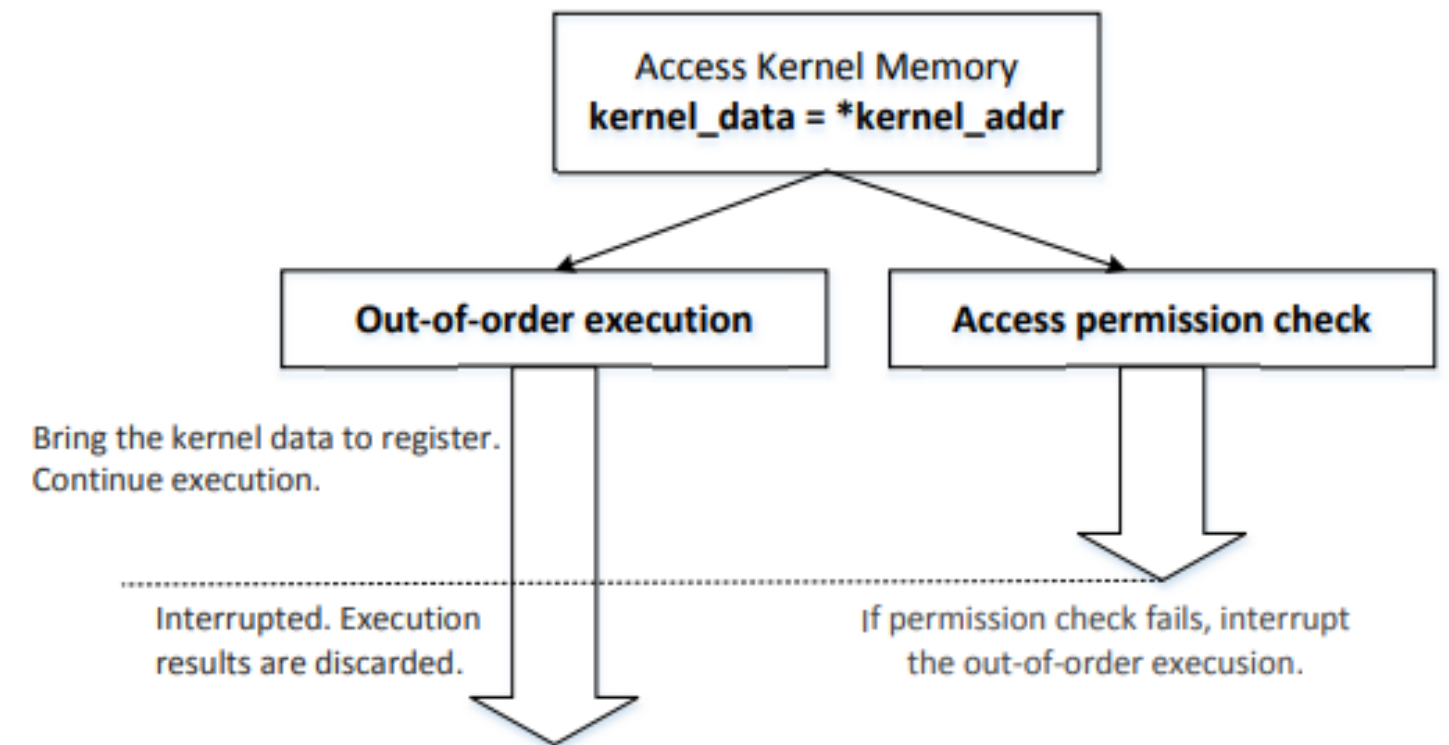 Access Kernel Memory
kernel_data = *kernel_addr
Out-of-order execution
Access permission check
Bring the kernel data to register.
Continue execution.
Interrupted. Execution
results are discarded.
If permission check fails, interrupt
the out-of-order execusion.